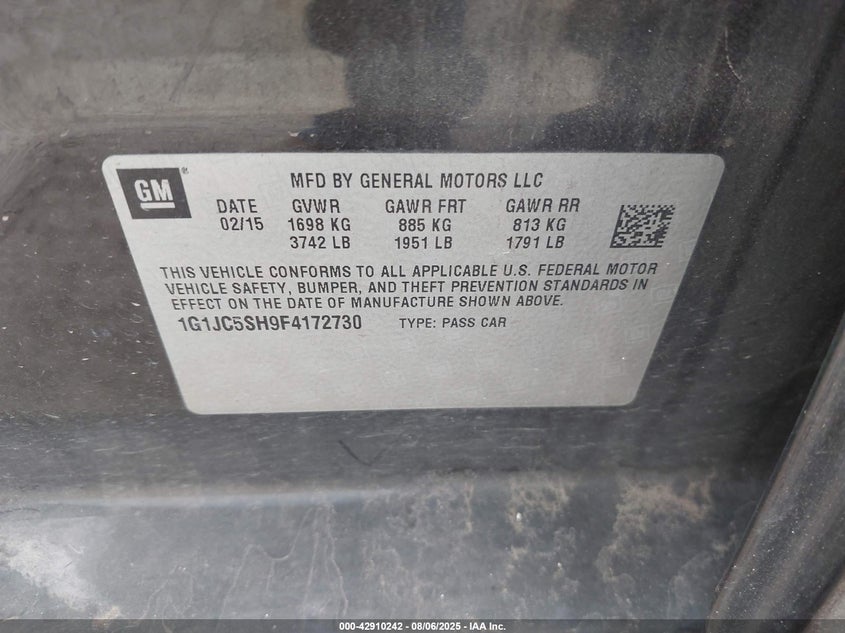 GM ®
MFD BY GENERAL MOTORS LLC
DATE GVWR GAWR FRT GAWR RR
02/15 1698 KG 885 KG 813 KG
3742 LB 1951 LB 1791 LB
THIS VEHICLE CONFORMS TO ALL APPLICABLE U.S. FEDERAL MOTOR
VEHICLE SAFETY, BUMPER, AND THEFT PREVENTION STANDARDS IN
EFFECT ON THE DATE OF MANUFACTURE SHOWN ABOVE.
1G1JC5SH9F4172730 TYPE: PASS CAR
000-42910242 - 08/06/2025 - IAA Inc.